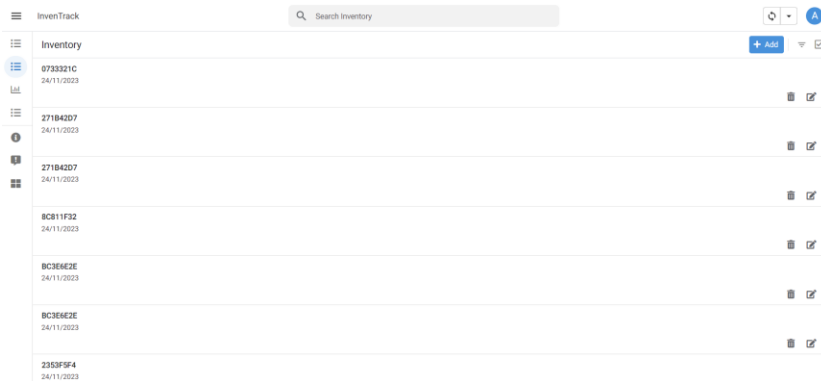 InvenTrack
Search Inventory
A
Inventory
+ Add
0733321C
24/11/2023
271B42D7
24/11/2023
271B42D7
24/11/2023
8C811F32
24/11/2023
BC3E6E2E
24/11/2023
BC3E6E2E
24/11/2023
2353F5F4
24/11/2023